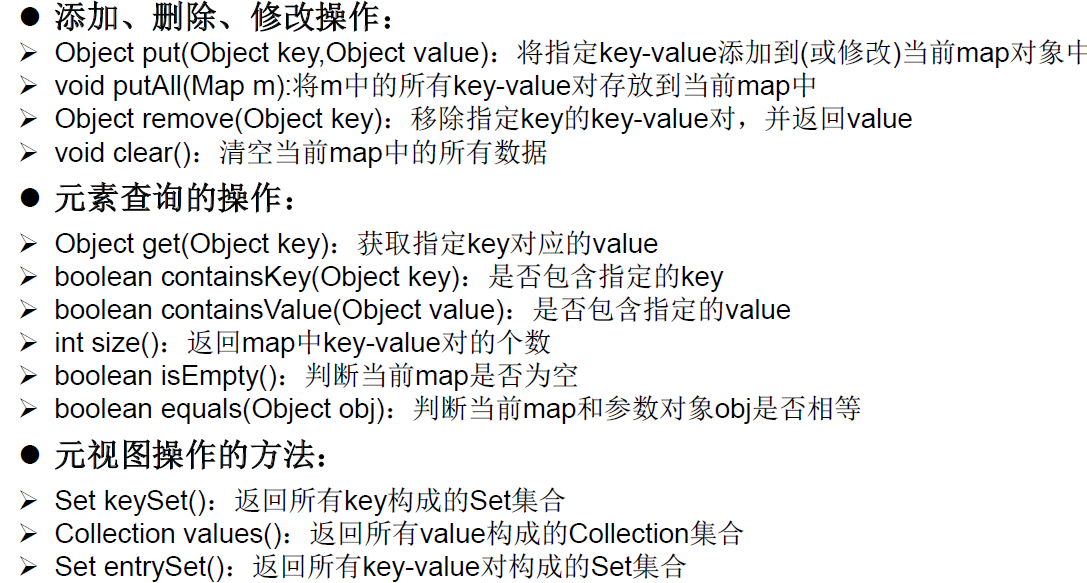 ● 添加、删除、修改操作：
➢ Object put(Object key,Object value)：将指定key-value添加到(或修改)当前map对象中
➢ void putAll(Map m):将m中的所有key-value对存放到当前map中
➢ Object remove(Object key)：移除指定key的key-value对，并返回value
➢ void clear()：清空当前map中的所有数据
● 元素查询的操作：
➢ Object get(Object key)：获取指定key对应的value
➢ boolean containsKey(Object key)：是否包含指定的key
➢ boolean containsValue(Object value)：是否包含指定的value
➢ int size()：返回map中key-value对的个数
➢ boolean isEmpty()：判断当前map是否为空
➢ boolean equals(Object obj)：判断当前map和参数对象obj是否相等
● 元视图操作的方法：
➢ Set keySet()：返回所有key构成的Set集合
➢ Collection values()：返回所有value构成的Collection集合
➢ Set entrySet()：返回所有key-value对构成的Set集合